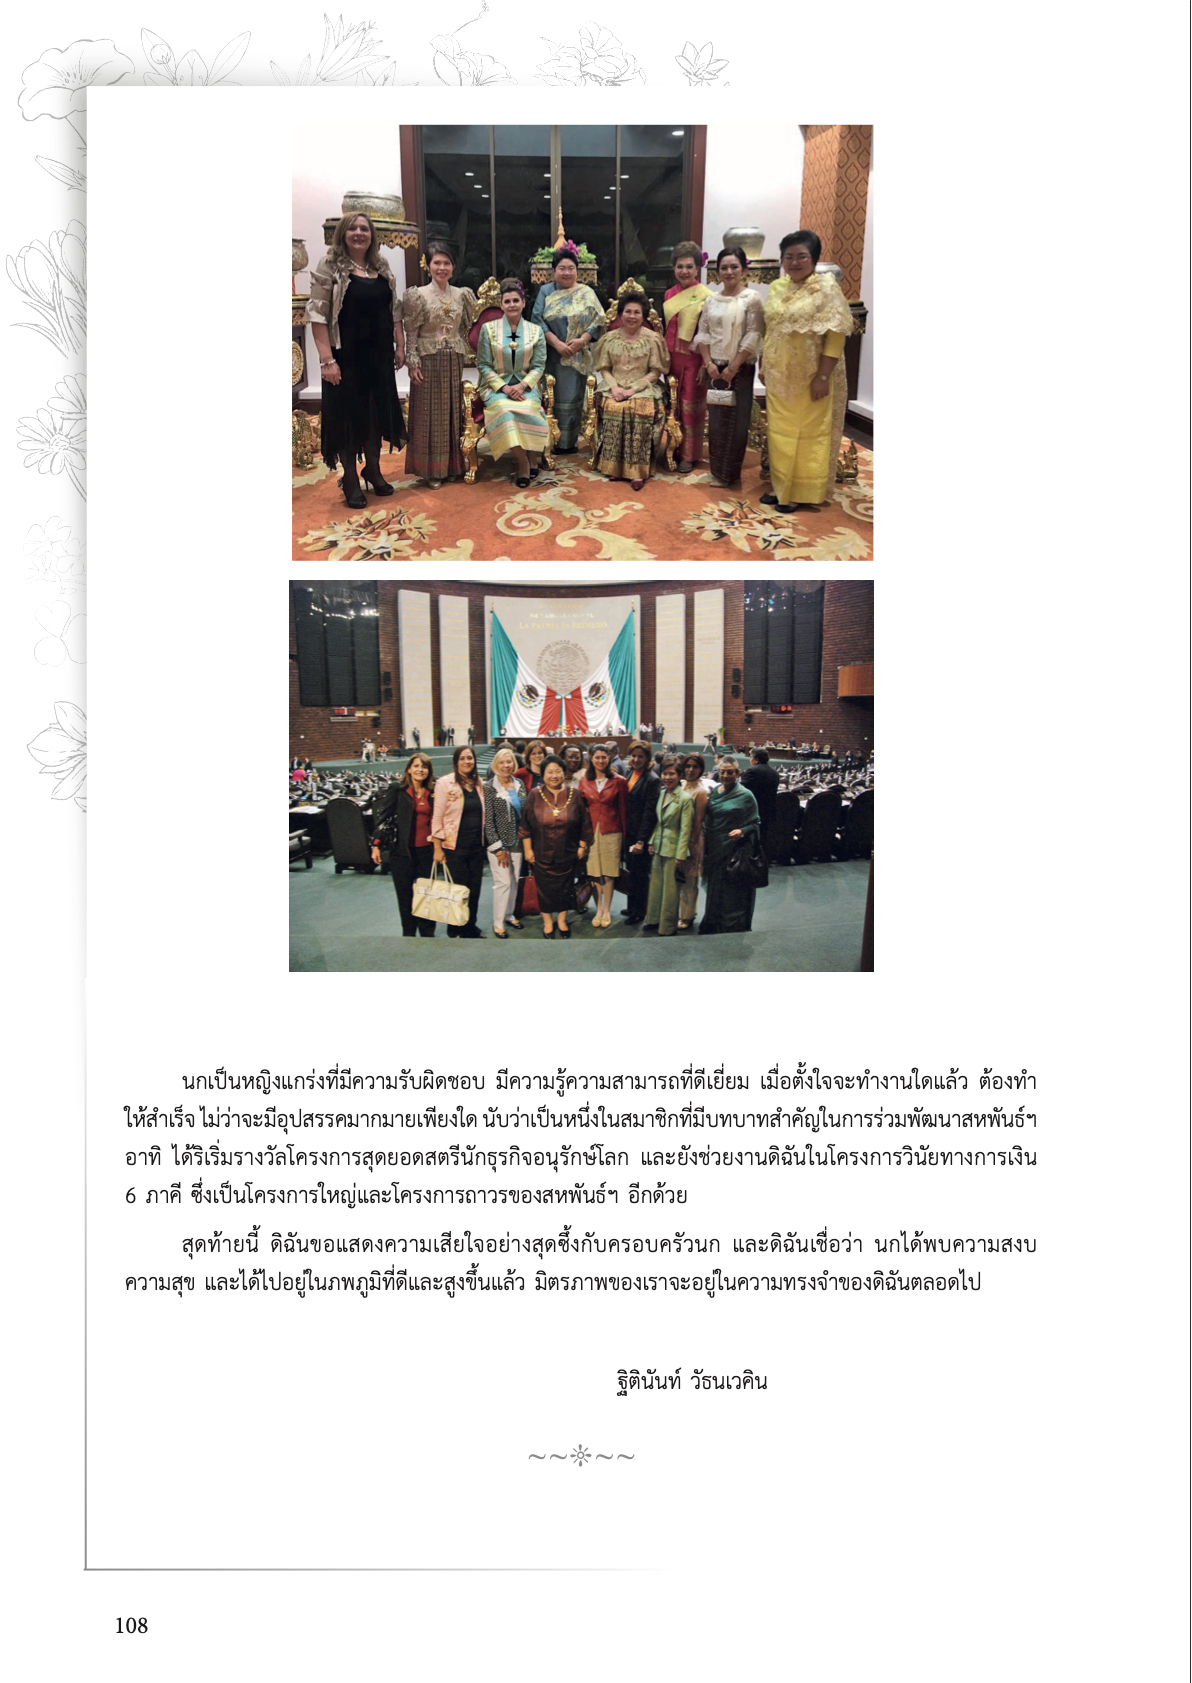 LA PATRIA ES PRIMERO
นกเป็นหญิงแกร่งที่มีความรับผิดชอบ มีความรู้ความสามารถที่ดีเยี่ยม เมื่อตั้งใจจะทำงานใดแล้ว ต้องทำ
ให้สำเร็จ ไม่ว่าจะมีอุปสรรคมากมายเพียงใด นับว่าเป็นหนึ่งในสมาชิกที่มีบทบาทสำคัญในการร่วมพัฒนาสหพันธ์ฯ
อาทิ ได้ริเริ่มรางวัลโครงการสุดยอดสตรีนักธุรกิจอนุรักษ์โลก และยังช่วยงานดิฉันในโครงการวินัยทางการเงิน
6 ภาคี ซึ่งเป็นโครงการใหญ่และโครงการถาวรของสหพันธ์ฯ อีกด้วย
สุดท้ายนี้ ดิฉันขอแสดงความเสียใจอย่างสุดซึ้งกับครอบครัวนก และดิฉันเชื่อว่า นกได้พบความสงบ
ความสุข และได้ไปอยู่ในภพภูมิที่ดีและสูงขึ้นแล้ว มิตรภาพของเราจะอยู่ในความทรงจำของดิฉันตลอดไป
ฐิตินันท์ วัธนเวคิน
108